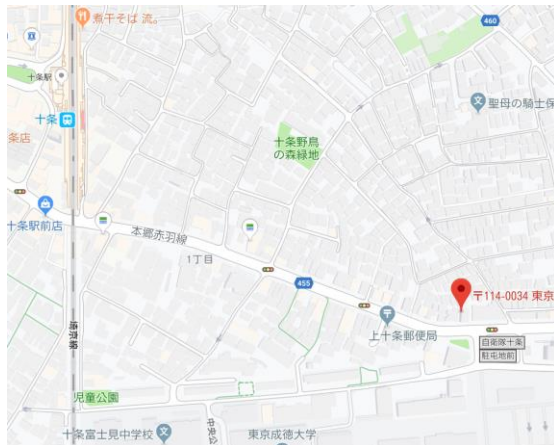 煮干そば 流。
460
十条駅
十条
聖母の騎士保
条店
十条野鳥
の森緑地
十条駅前店
本郷赤羽線
1丁目
455
〒114-0034 東京
上十条郵便局
自衛隊十条
駐屯地前
埼京線
児童公園
十条富士見中学校
中央公
東京成徳大学